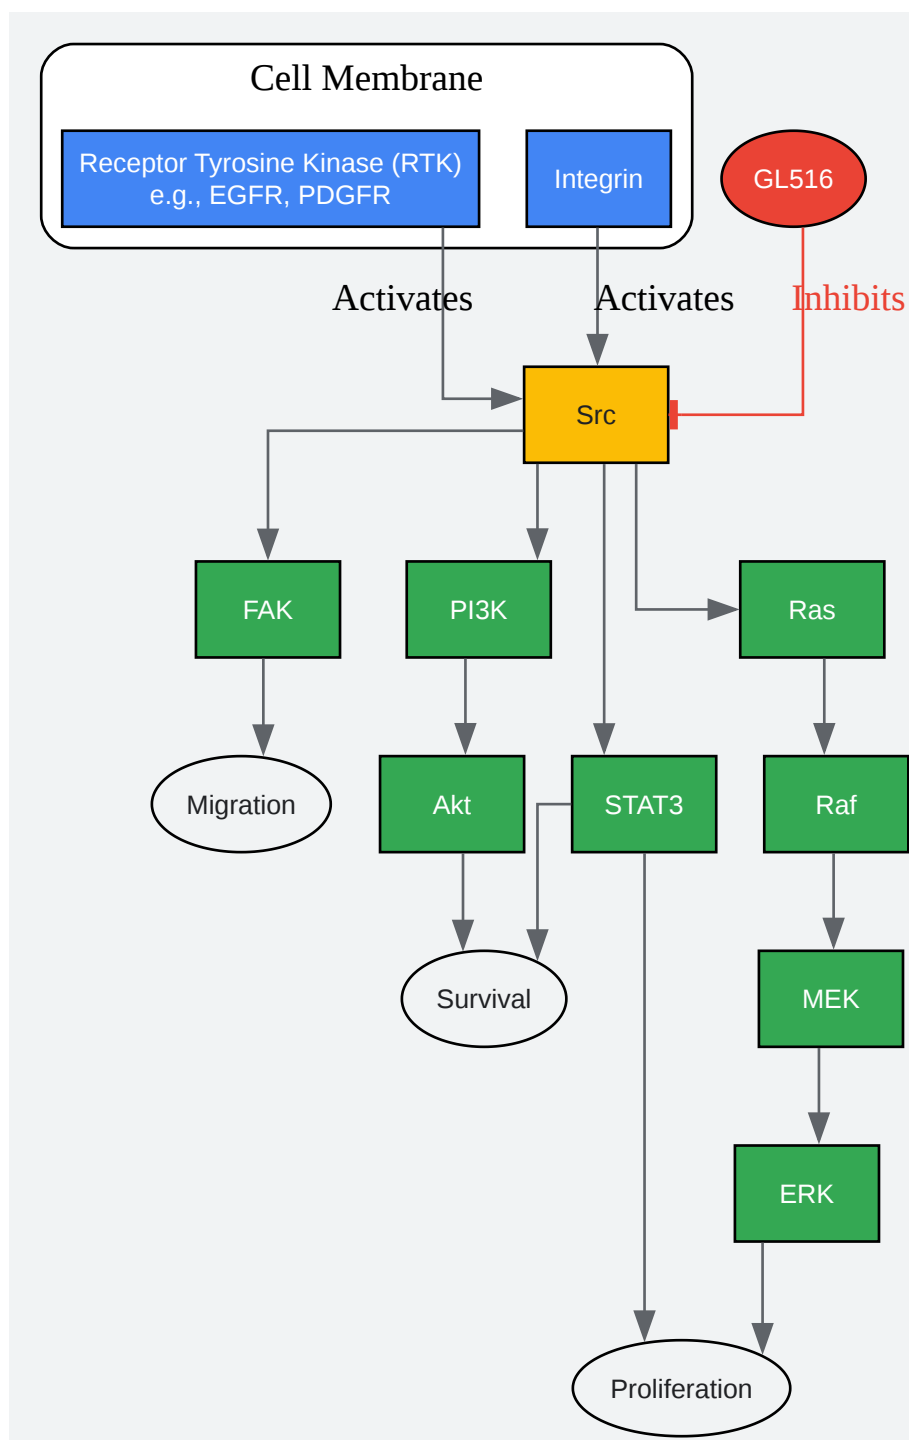 Cell Membrane
Receptor Tyrosine Kinase (RTK)
e.g., EGFR, PDGFR
Integrin
GL516
Activates
Activates
Inhibits
Src
FAK
PI3K
Ras
Migration
Akt
STAT3
Raf
Survival
MEK
ERK
Proliferation